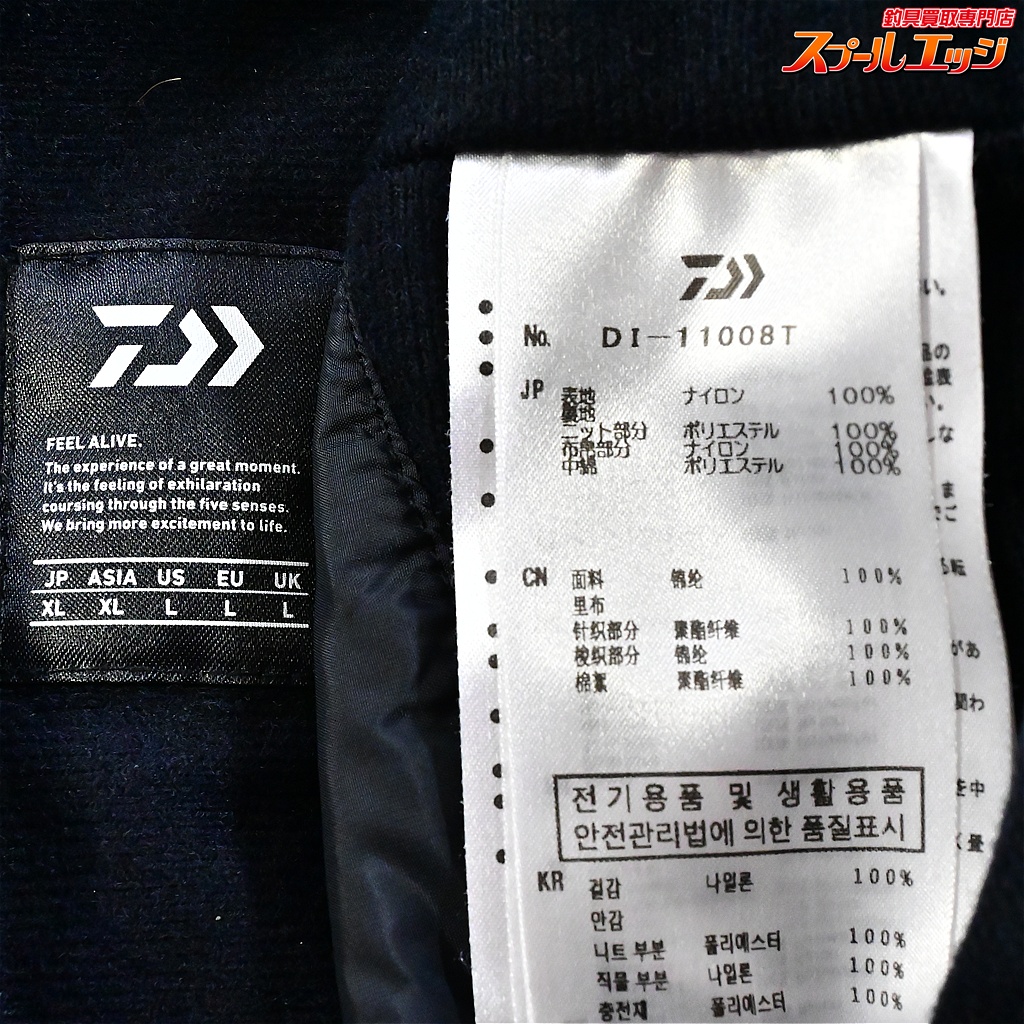 釣具買取専門店
スプールエッジ
FEEL ALIVE.
The experience of a great moment.
It's the feeling of exhilaration
coursing through the five senses.
We bring more excitement to life.
JP ASIA US EU UK
XL XL L L L
No. DI-11008T
JP 表地 ナイロン 100%
裏地
ニット部分 ポリエステル 100%
布帛部分 ナイロン 100%
中綿 ポリエステル 100%
CN 面料 锦纶 100%
里布
针织部分 聚酯纤维 100%
梭织部分 锦纶 100%
棉絮 聚酯纤维 100%
전기용품 및 생활용품
안전관리법에 의한 품질표시
KR 겉감 나일론 100%
안감
니트 부분 폴리에스터 100%
직물 부분 나일론 100%
충전재 폴리에스터 100%